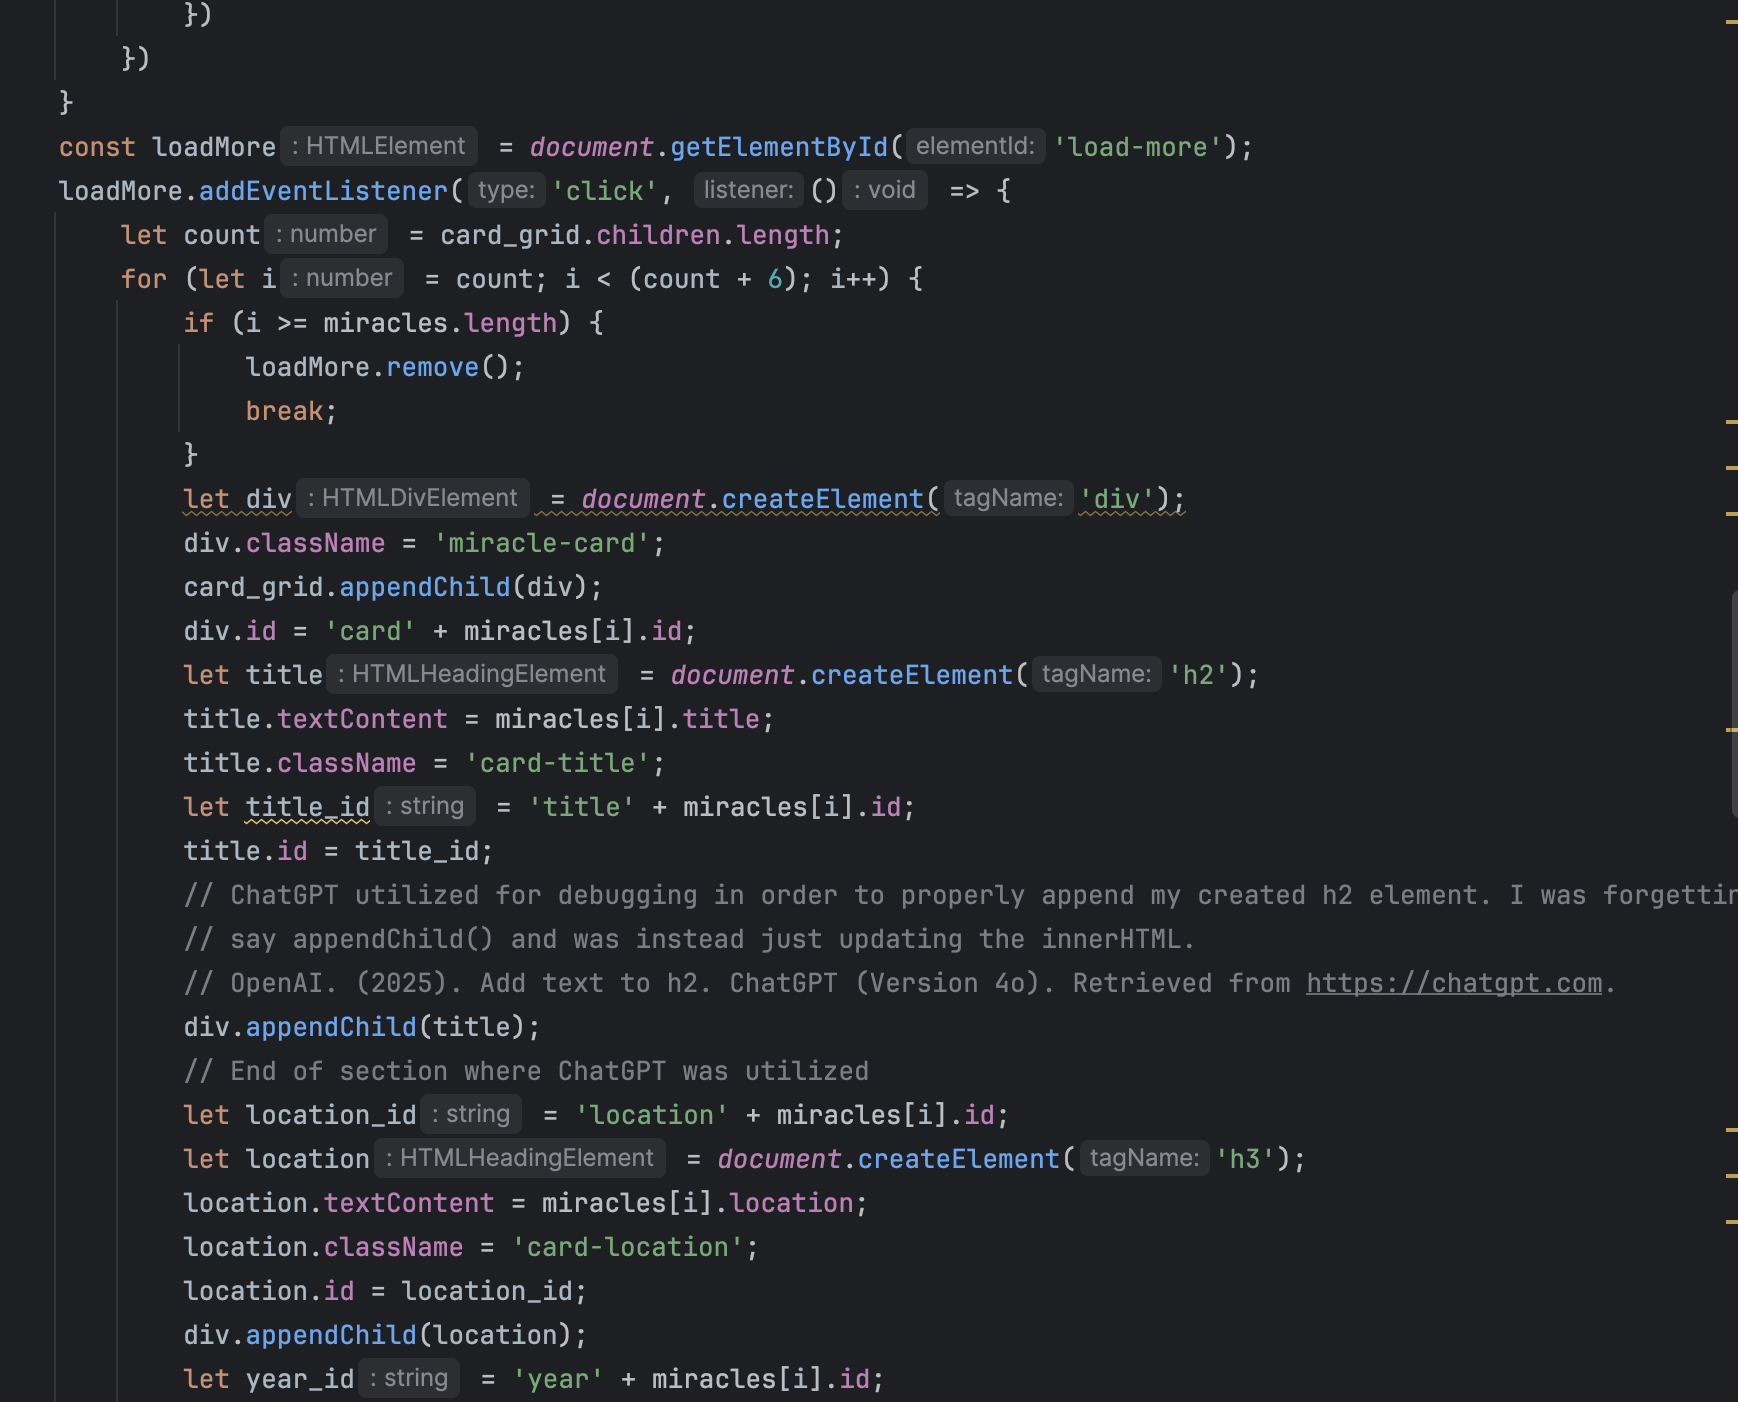 })
})
}
const loadMore : HTMLElement = document.getElementById( elementId: 'load-more');
loadMore.addEventListener( type: 'click', listener: () : void => {
let count : number = card_grid.children.length;
for (let i : number = count; i < (count + 6); i++) {
if (i >= miracles.length) {
loadMore.remove();
break;
}
let div : HTMLDivElement = document.createElement( tagName: 'div');
div.className = 'miracle-card';
card_grid.appendChild(div);
div.id = 'card' + miracles[i].id;
let title : HTMLHeadingElement = document.createElement( tagName: 'h2');
title.textContent = miracles[i].title;
title.className = 'card-title';
let title_id : string = 'title' + miracles[i].id;
title.id = title_id;
// ChatGPT utilized for debugging in order to properly append my created h2 element. I was forgettin
// say appendChild() and was instead just updating the innerHTML.
// OpenAI. (2025). Add text to h2. ChatGPT (Version 4o). Retrieved from https://chatgpt.com.
div.appendChild(title);
// End of section where ChatGPT was utilized
let location_id : string = 'location' + miracles[i].id;
let location : HTMLHeadingElement = document.createElement( tagName: 'h3');
location.textContent = miracles[i].location;
location.className = 'card-location';
location.id = location_id;
div.appendChild(location);
let year_id : string = 'year' + miracles[i].id;